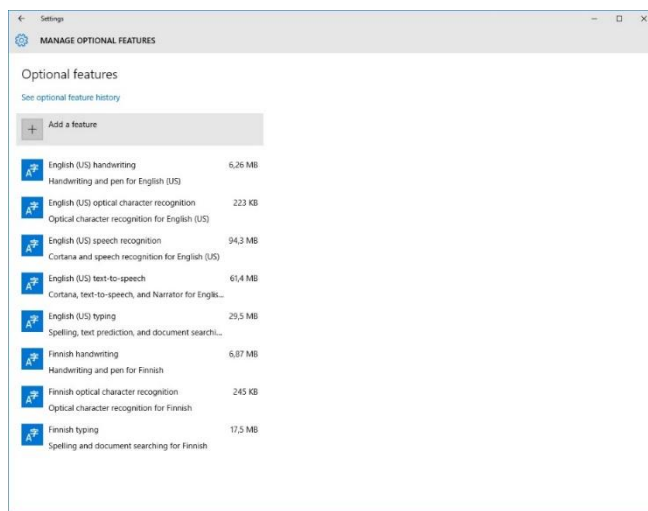 Settings
MANAGE OPTIONAL FEATURES
Optional features
See optional feature history
Add a feature
English (US) handwriting 6,26 MB
Handwriting and pen for English (US)
English (US) optical character recognition 223 KB
Optical character recognition for English (US)
English (US) speech recognition 94,3 MB
Cortana and speech recognition for English (US)
English (US) text-to-speech 61,4 MB
Cortana, text-to-speech, and Narrator for Englis...
English (US) typing 29,5 MB
Spelling, text prediction, and document searchi...
Finnish handwriting 6,87 MB
Handwriting and pen for Finnish
Finnish optical character recognition 245 KB
Optical character recognition for Finnish
Finnish typing 17,5 MB
Spelling and document searching for Finnish